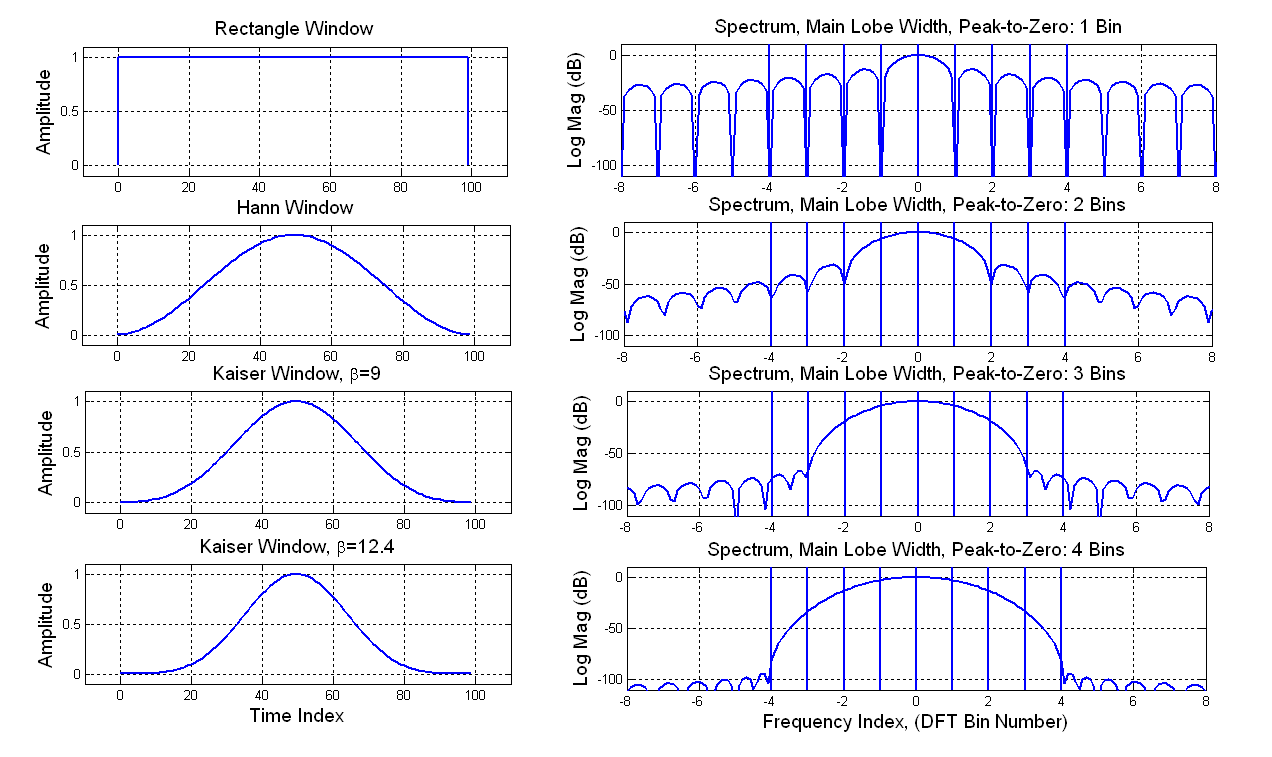 Rectangle Window
Amplitude
1
0.5
0
0 20 40 60 80 100
Spectrum, Main Lobe Width, Peak-to-Zero: 1 Bin
Log Mag (dB)
0
-50
-100
-8 -6 -4 -2 0 2 4 6 8
Hann Window
Amplitude
1
0.5
0
0 20 40 60 80 100
Spectrum, Main Lobe Width, Peak-to-Zero: 2 Bins
Log Mag (dB)
0
-50
-100
-8 -6 -4 -2 0 2 4 6 8
Kaiser Window, β=9
Amplitude
1
0.5
0
0 20 40 60 80 100
Spectrum, Main Lobe Width, Peak-to-Zero: 3 Bins
Log Mag (dB)
0
-50
-100
-8 -6 -4 -2 0 2 4 6 8
Kaiser Window, β=12.4
Amplitude
1
0.5
0
0 20 40 60 80 100
Time Index
Spectrum, Main Lobe Width, Peak-to-Zero: 4 Bins
Log Mag (dB)
0
-50
-100
-8 -6 -4 -2 0 2 4 6 8
Frequency Index, (DFT Bin Number)